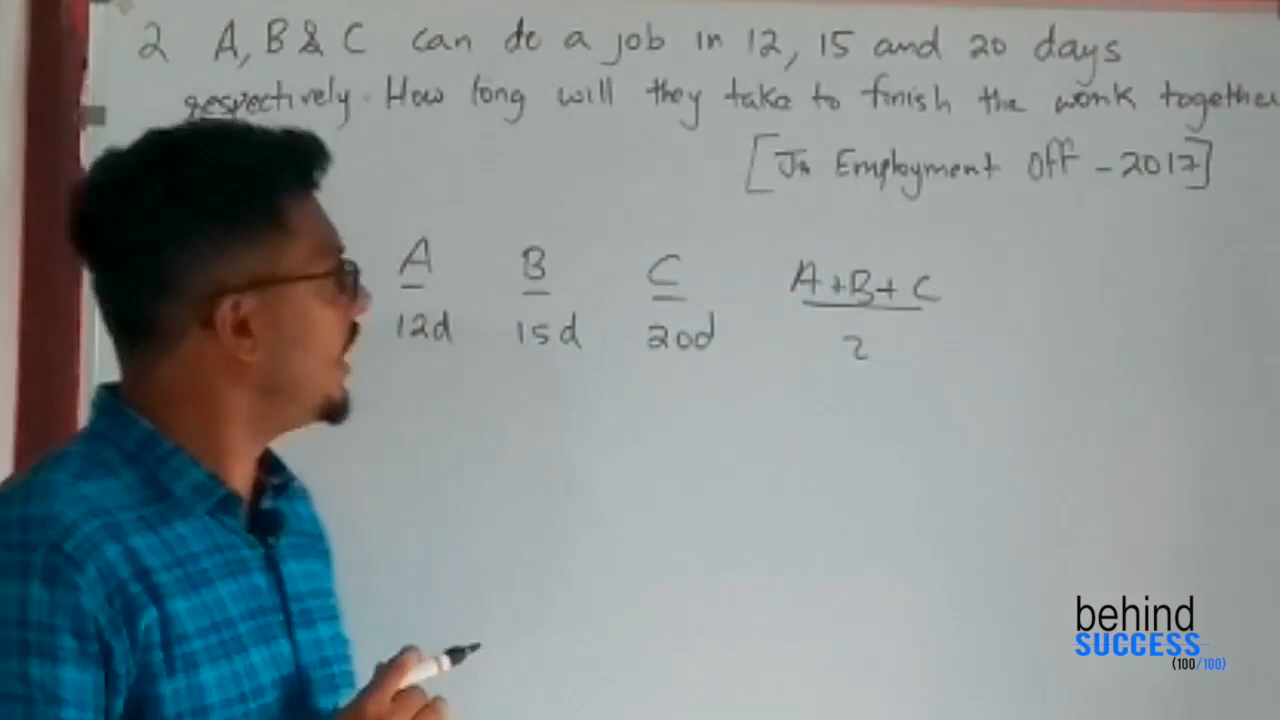 2 A, B & C can do a job in 12, 15 and 20 days
respectively. How long will they take to finish the work together
[Jr Employment Off - 2017]
A B C A+B+C
12d 15d 20d ?
behind
SUCCESS
(100/100)